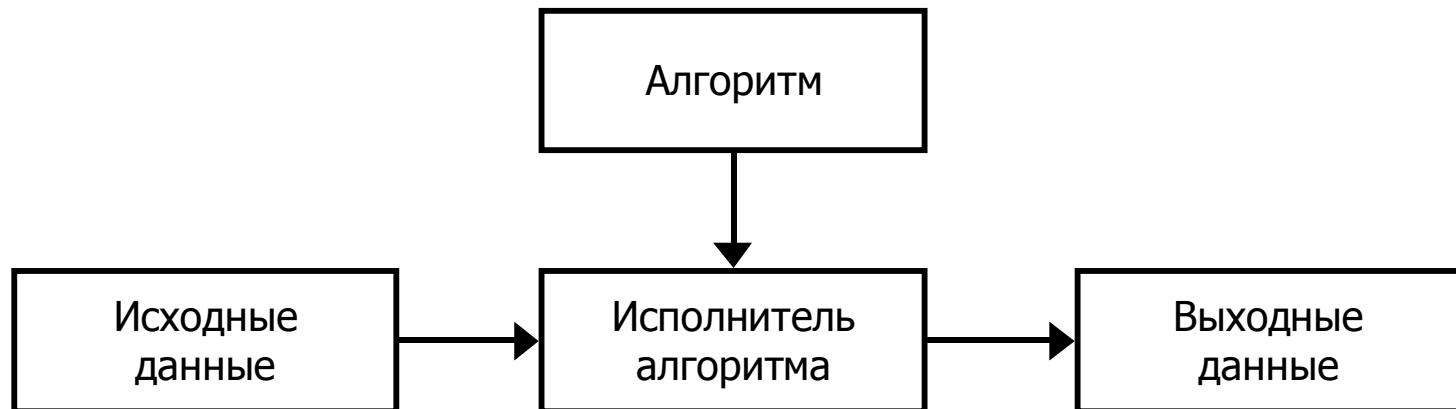 Алгоритм
Исходные
данные
Исполнитель
алгоритма
Выходные
данные